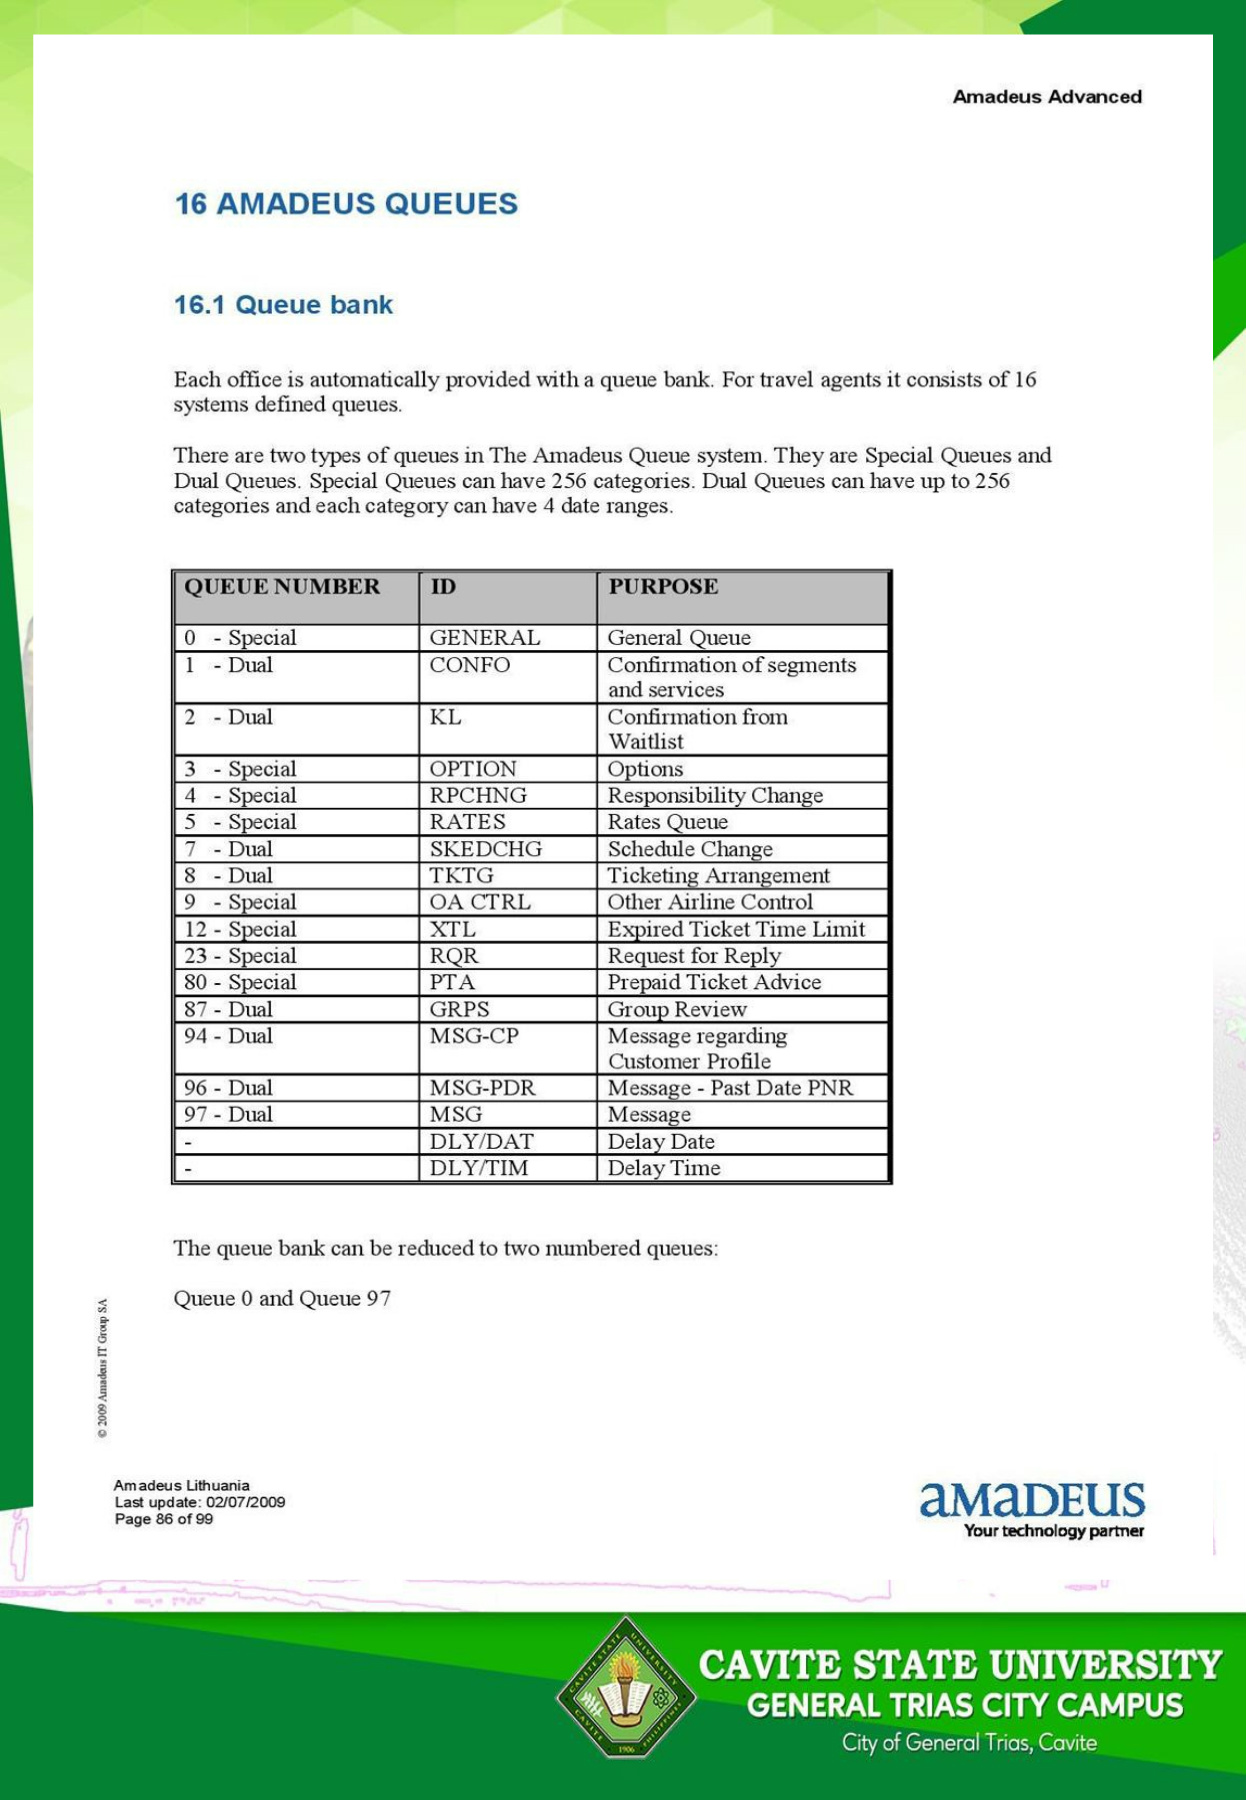 Amadeus Advanced
16 AMADEUS QUEUES
16.1 Queue bank
Each office is automatically provided with a queue bank. For travel agents it consists of 16
systems defined queues.
There are two types of queues in The Amadeus Queue system. They are Special Queues and
Dual Queues. Special Queues can have 256 categories. Dual Queues can have up to 256
categories and each category can have 4 date ranges.
QUEUE NUMBER ID PURPOSE
0 - Special GENERAL General Queue
1 - Dual CONFO Confirmation of segments
and services
2 - Dual KL Confirmation from
Waitlist
3 - Special OPTION Options
4 - Special RPCHNG Responsibility Change
5 - Special RATES Rates Queue
7 - Dual SKEDCHG Schedule Change
8 - Dual TKTG Ticketing Arrangement
9 - Special OA CTRL Other Airline Control
12 - Special XTL Expired Ticket Time Limit
23 - Special RQR Request for Reply
80 - Special PTA Prepaid Ticket Advice
87 - Dual GRPS Group Review
94 - Dual MSG-CP Message regarding
Customer Profile
96 - Dual MSG-PDR Message - Past Date PNR
97 - Dual MSG Message
- DLY/DAT Delay Date
- DLY/TIM Delay Time
The queue bank can be reduced to two numbered queues:
Queue 0 and Queue 97
© 2009 Amadeus IT Group SA
Amadeus Lithuania
Last update: 02/07/2009
Page 86 of 99
aMaDEUS
Your technology partner
CAVITE STATE UNIVERSITY
CAVITE
PHILIPPINES
1906
CAVITE STATE UNIVERSITY
GENERAL TRIAS CITY CAMPUS
City of General Trias, Cavite